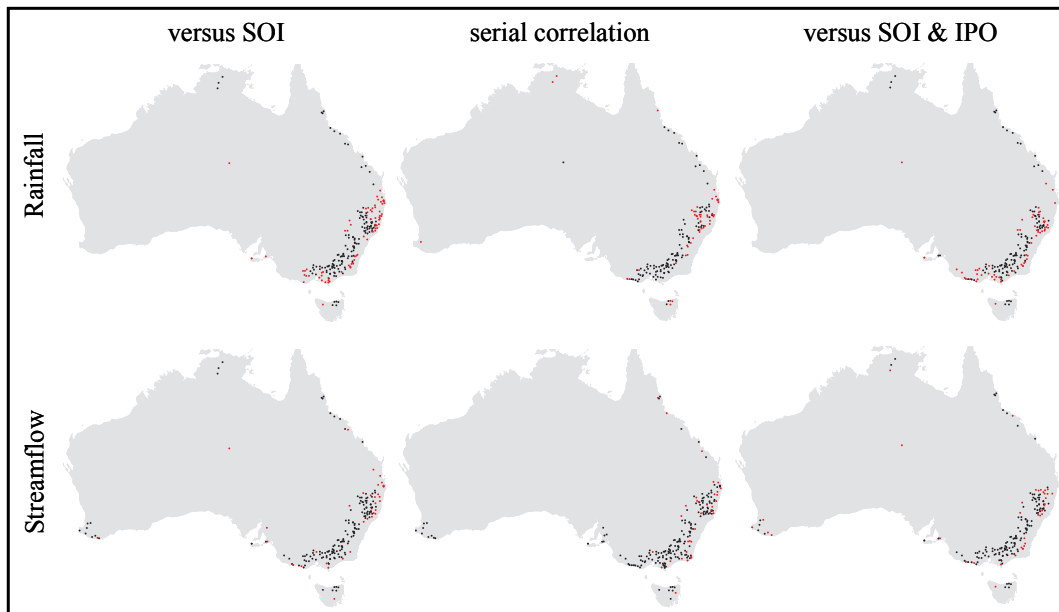 versus SOI
serial correlation
versus SOI & IPO
Rainfall
Streamflow